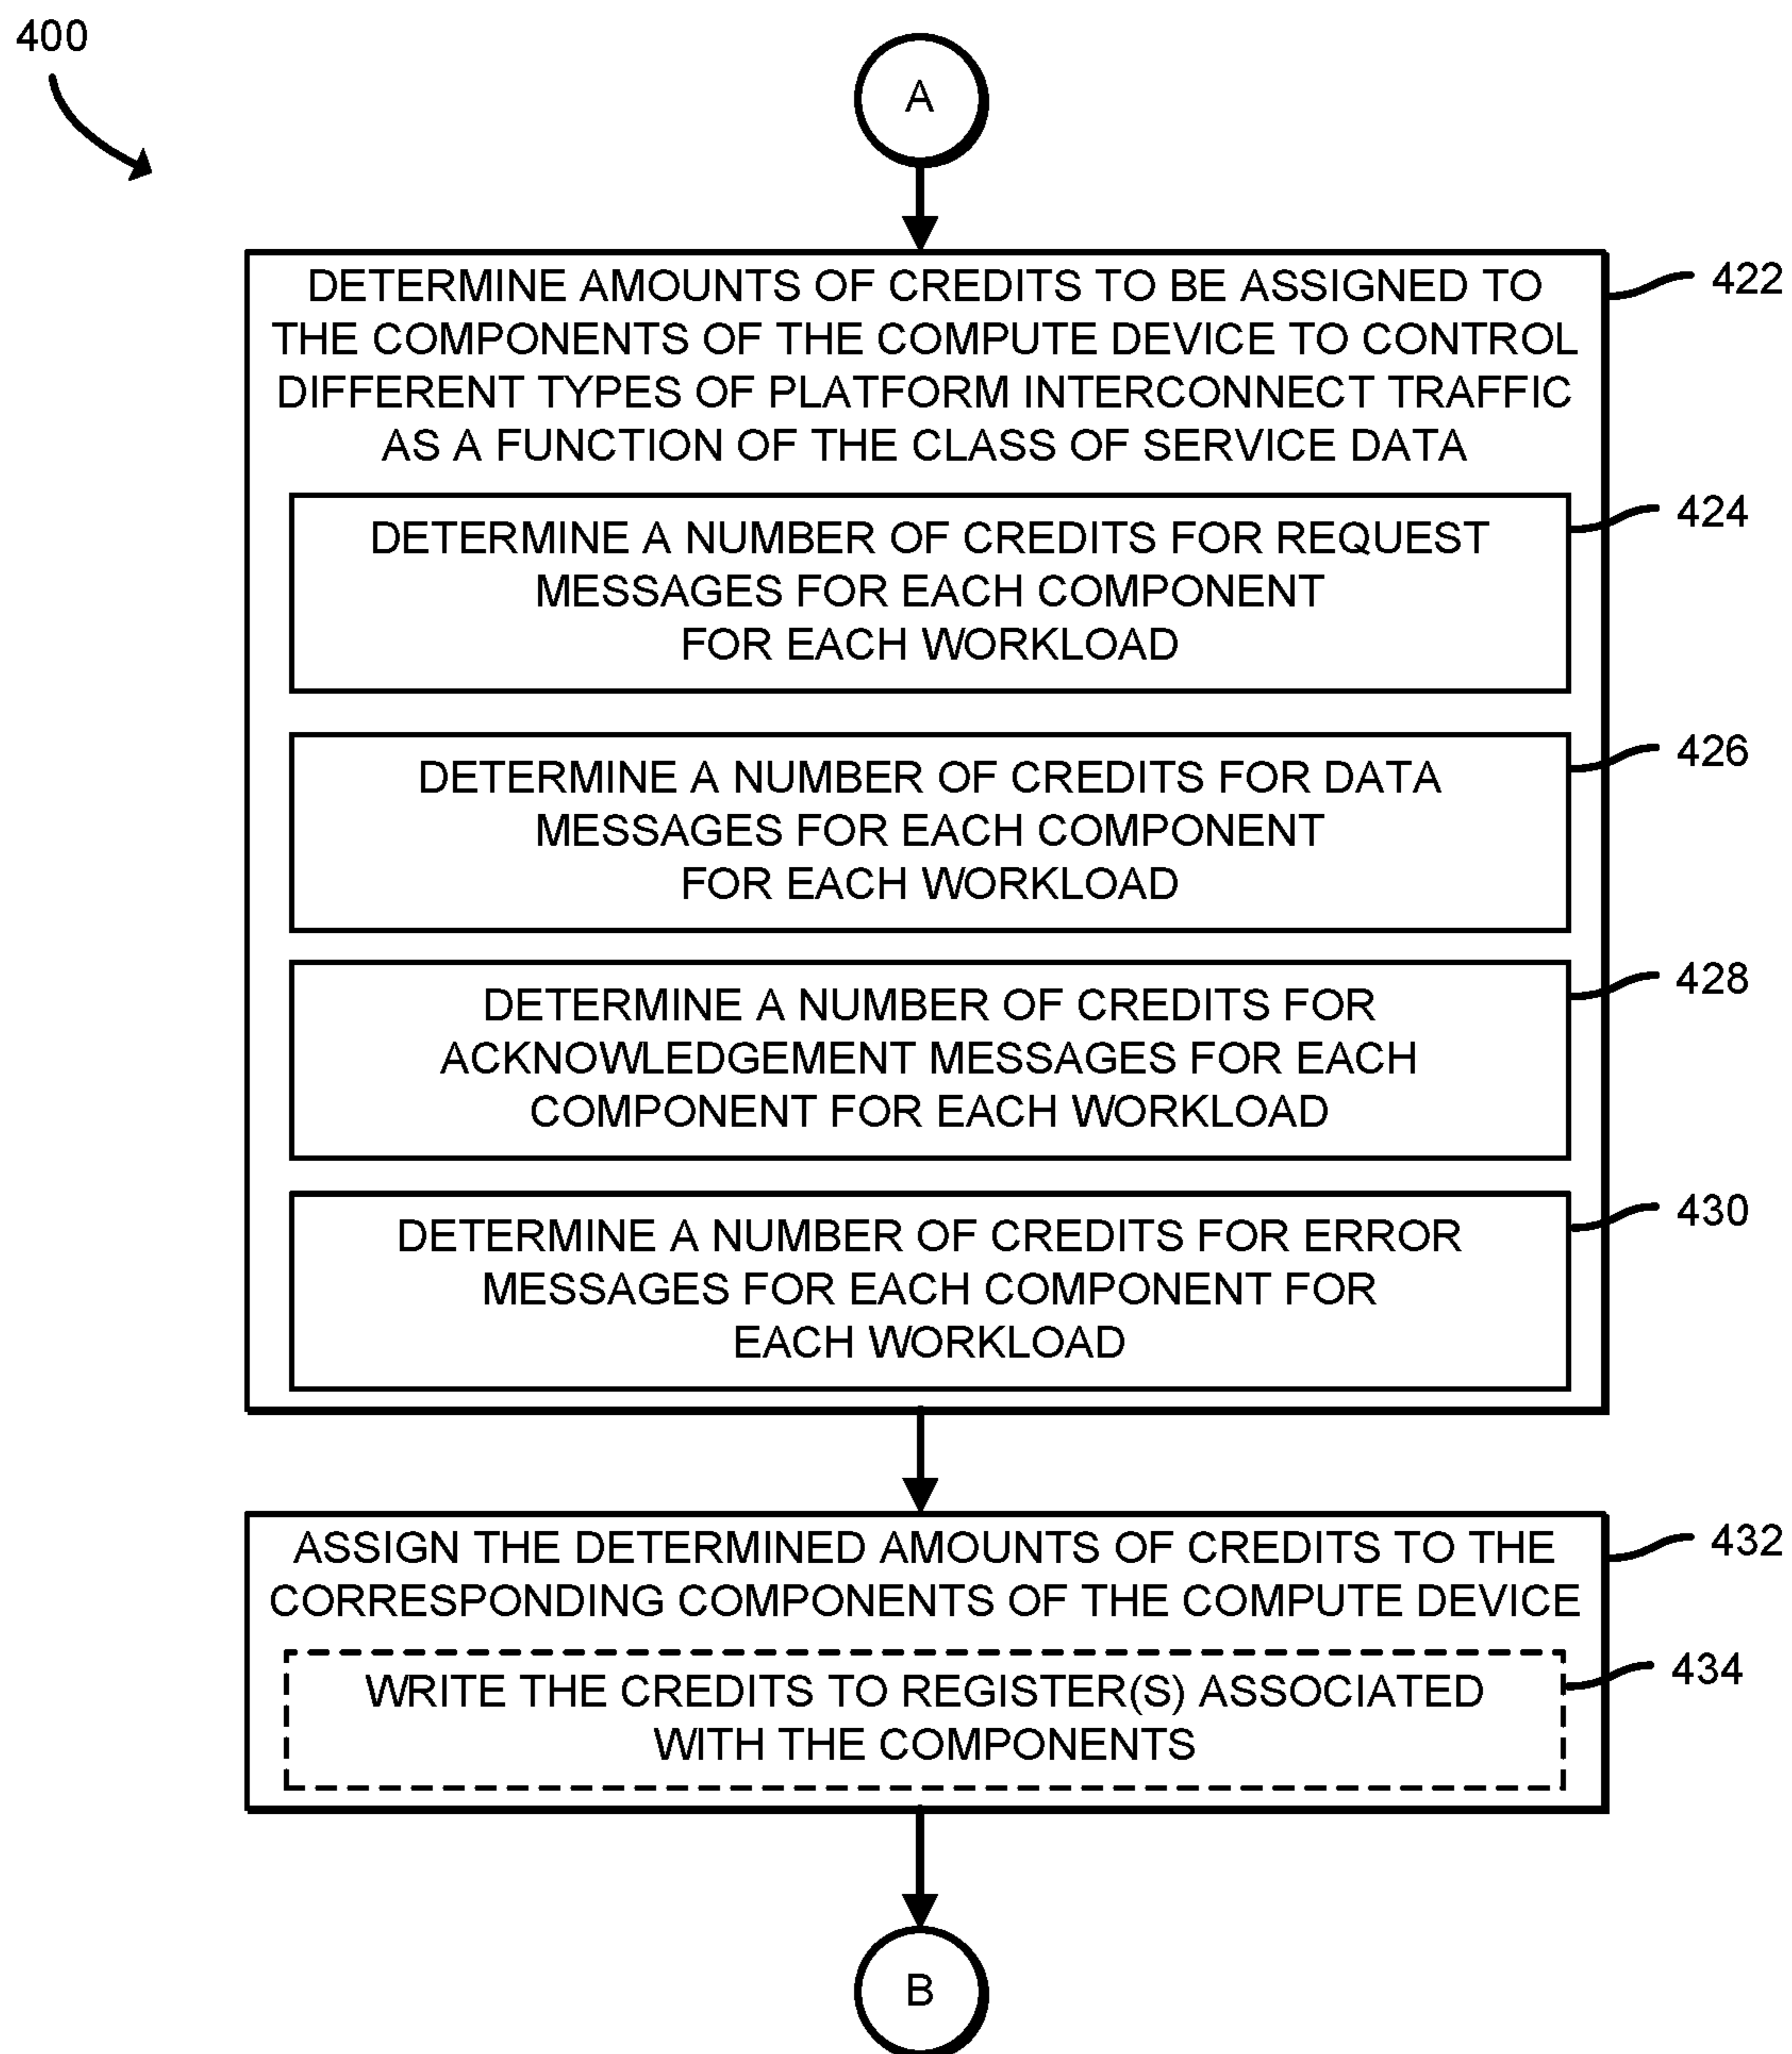 400
A
DETERMINE AMOUNTS OF CREDITS TO BE ASSIGNED TO
THE COMPONENTS OF THE COMPUTE DEVICE TO CONTROL
DIFFERENT TYPES OF PLATFORM INTERCONNECT TRAFFIC
AS A FUNCTION OF THE CLASS OF SERVICE DATA
422
DETERMINE A NUMBER OF CREDITS FOR REQUEST
MESSAGES FOR EACH COMPONENT
FOR EACH WORKLOAD
424
DETERMINE A NUMBER OF CREDITS FOR DATA
MESSAGES FOR EACH COMPONENT
FOR EACH WORKLOAD
426
DETERMINE A NUMBER OF CREDITS FOR
ACKNOWLEDGEMENT MESSAGES FOR EACH
COMPONENT FOR EACH WORKLOAD
428
DETERMINE A NUMBER OF CREDITS FOR ERROR
MESSAGES FOR EACH COMPONENT FOR
EACH WORKLOAD
430
ASSIGN THE DETERMINED AMOUNTS OF CREDITS TO THE
CORRESPONDING COMPONENTS OF THE COMPUTE DEVICE
432
WRITE THE CREDITS TO REGISTER(S) ASSOCIATED
WITH THE COMPONENTS
434
B